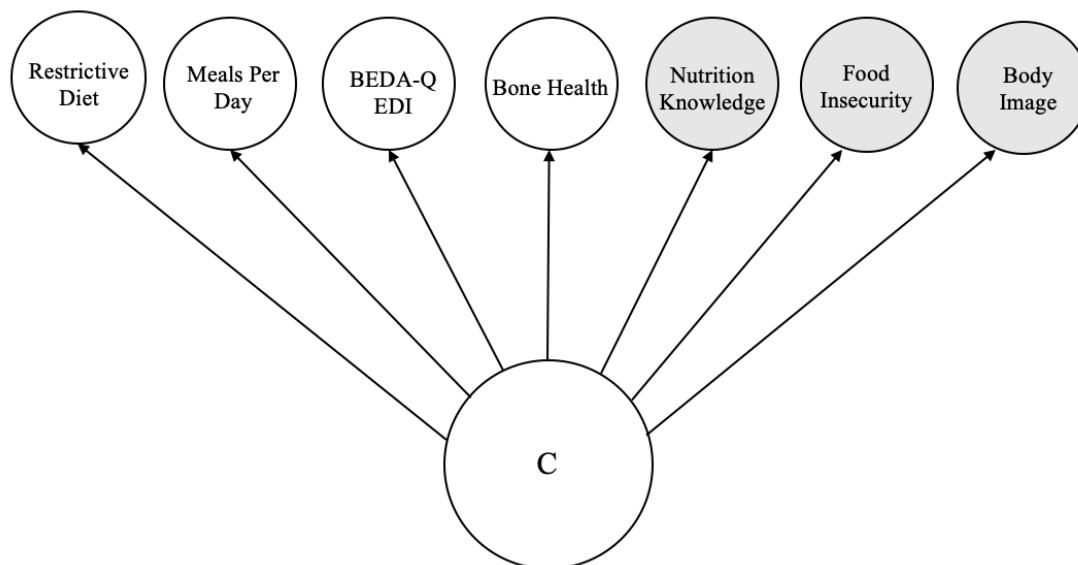 Restrictive
Diet
Meals Per
Day
BEDA-Q
EDI
Bone Health
Nutrition
Knowledge
Food
Insecurity
Body
Image
C